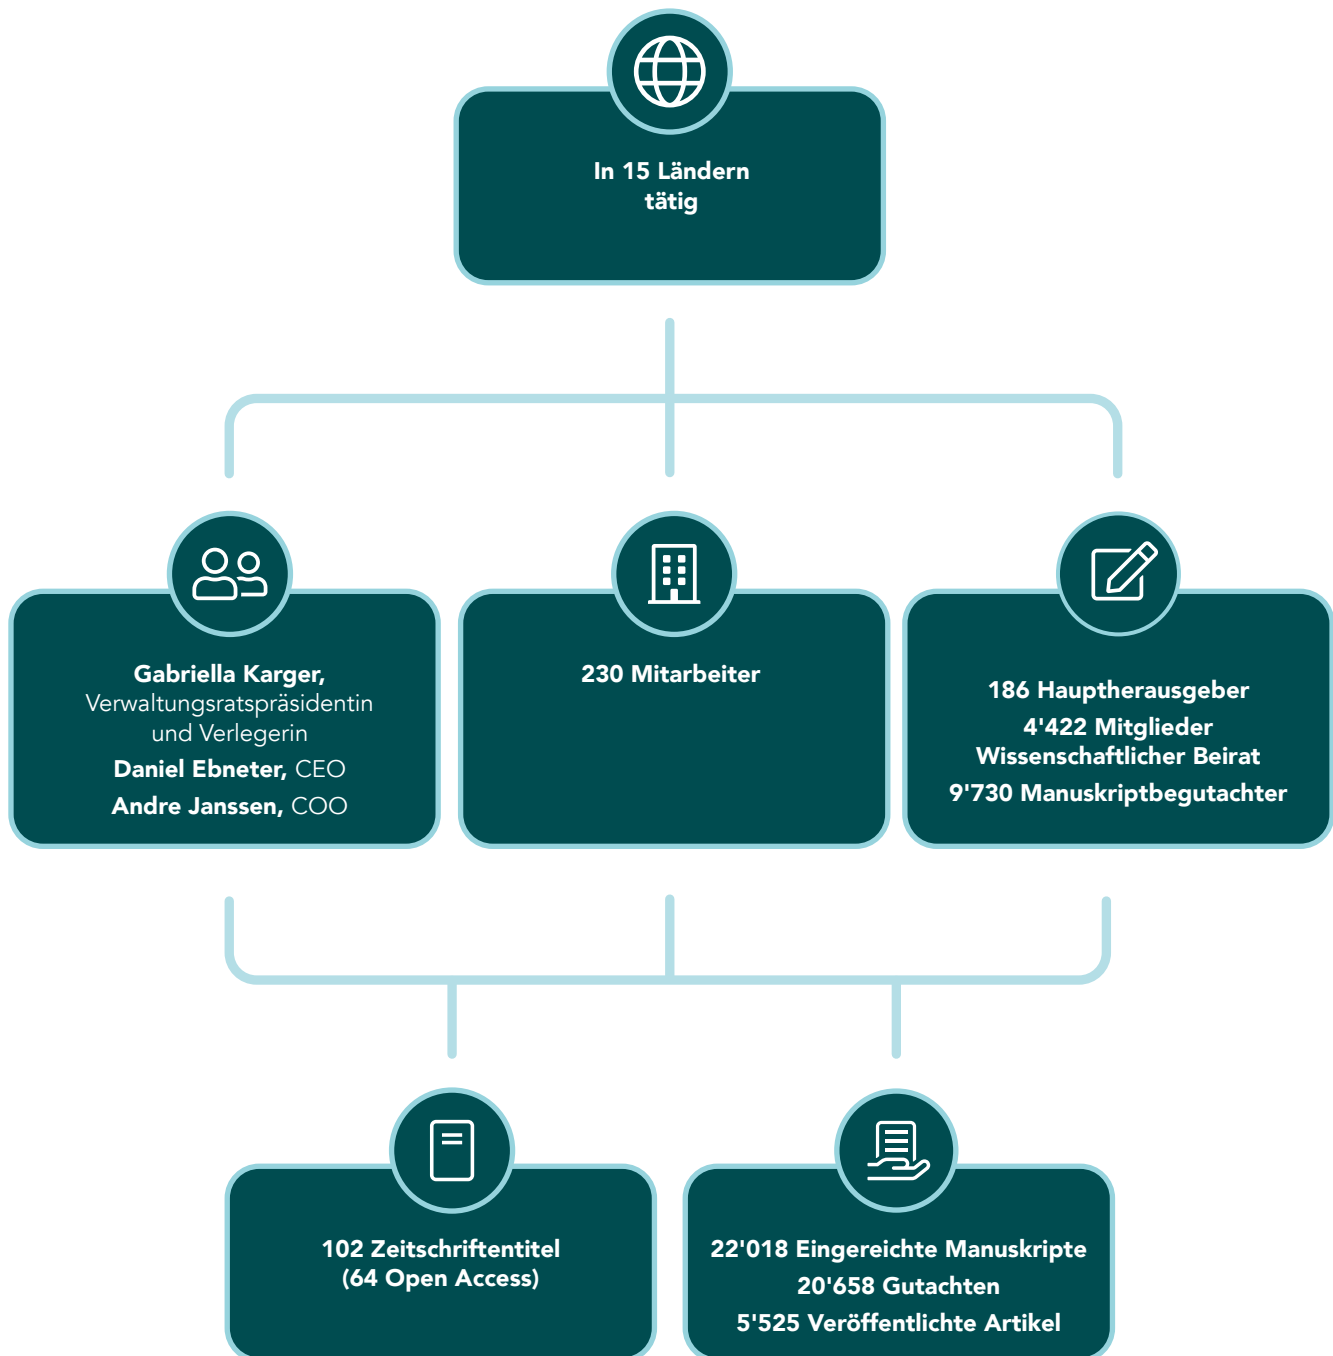 In 15 Ländern
tätig
Gabriella Karger,
Verwaltungsratspräsidentin
und Verlegerin
Daniel Ebneter, CEO
Andre Janssen, COO
230 Mitarbeiter
186 Hauptherausgeber
4'422 Mitglieder
Wissenschaftlicher Beirat
9'730 Manuskriptbegutachter
102 Zeitschriftentitel
(64 Open Access)
22'018 Eingereichte Manuskripte
20'658 Gutachten
5'525 Veröffentlichte Artikel